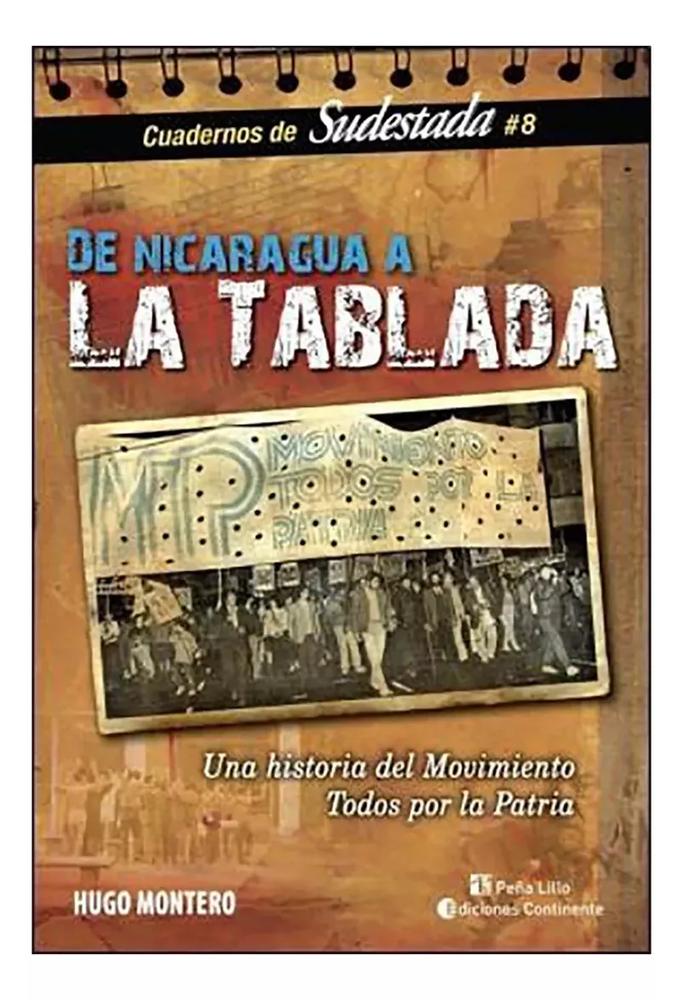 Cuadernos de Sudestada #8
DE NICARAGUA A
LA TABLADA
MP MOVIMIENTO
TODOS POR LA
PATRIA
Una historia del Movimiento
Todos por la Patria
HUGO MONTERO
Peña Lillo
Ediciones Continente